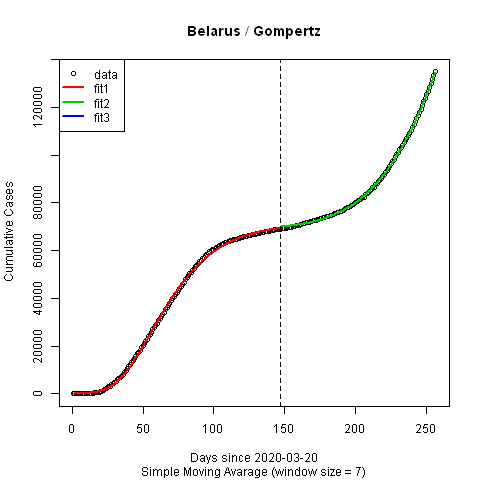 Belarus / Gompertz
data
fit1
fit2
fit3
Cumulative Cases
0
20000
40000
60000
80000
120000
0
50
100
150
200
250
Days since 2020-03-20
Simple Moving Avarage (window size = 7)